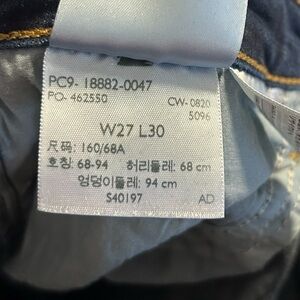 PC9- 18882-0047
PO- 462550
CW- 0820
5096
W27 L30
尺码: 160/68A
호칭: 68-94 허리둘레: 68 cm
엉덩이둘레: 94 cm
S40197 AD